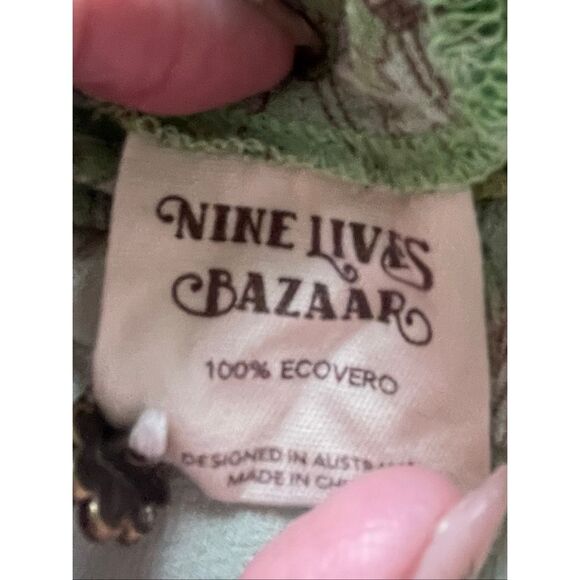 NINE LIVES
BAZAAR
100% ECOVERO
DESIGNED IN
MADE IN